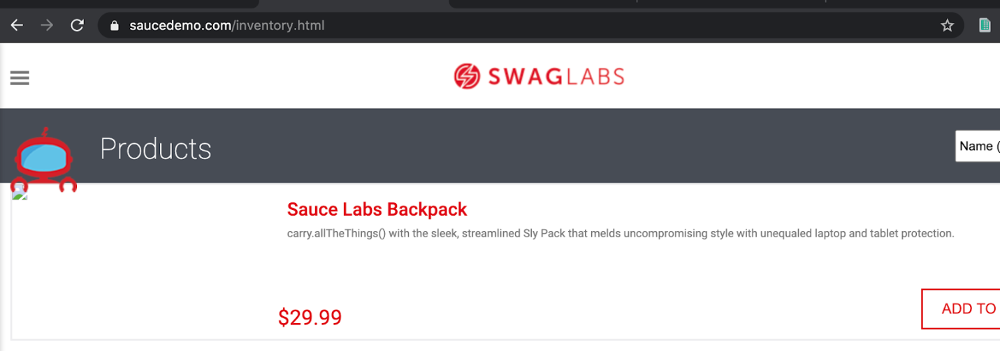 saucedemo.com/inventory.html
SWAGLABS
Products
Name (
Sauce Labs Backpack
carry.allTheThings() with the sleek, streamlined Sly Pack that melds uncompromising style with unequaled laptop and tablet protection.
$29.99
ADD TO